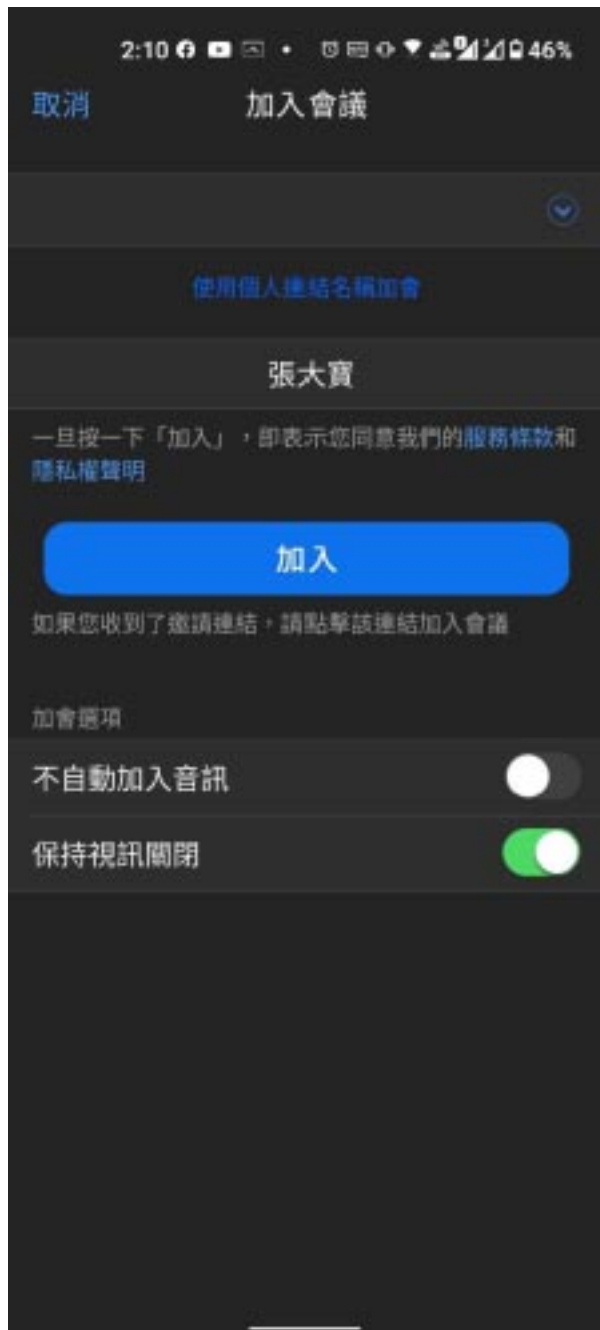 2:10 46%
取消 加入會議
使用個人連結名稱加會
張大寶
一旦按一下「加入」，即表示您同意我們的服務條款和
隱私權聲明
加入
如果您收到了邀請連結，請點擊該連結加入會議
加會選項
不自動加入音訊
保持視訊關閉